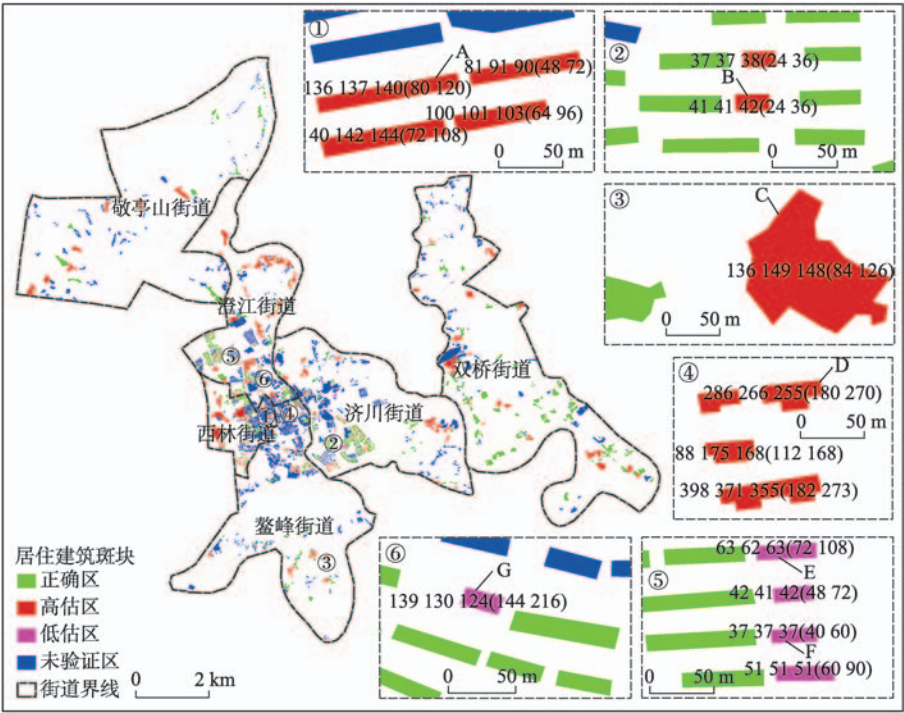 ①
A
81 91 90(48 72)
136 137 140(80 120)
100 101 103(64 96)
40 142 144(72 108)
0 50 m
②
37 37 38(24 36)
B
41 41 42(24 36)
0 50 m
③
C
136 149 148(84 126)
0 50 m
④
D
286 266 255(180 270)
0 50 m
88 175 168(112 168)
398 371 355(182 273)
⑤
63 62 63(72 108)
E
42 41 42(48 72)
37 37 37(40 60)
F
51 51 51(60 90)
0 50 m
⑥
G
139 130 124(144 216)
0 50 m
敬亭山街道
澄江街道
⑤
⑥
双桥街道
西林街道
④
①
济川街道
②
鳌峰街道
③
居住建筑斑块
正确区
高估区
低估区
未验证区
街道界线
0 2 km